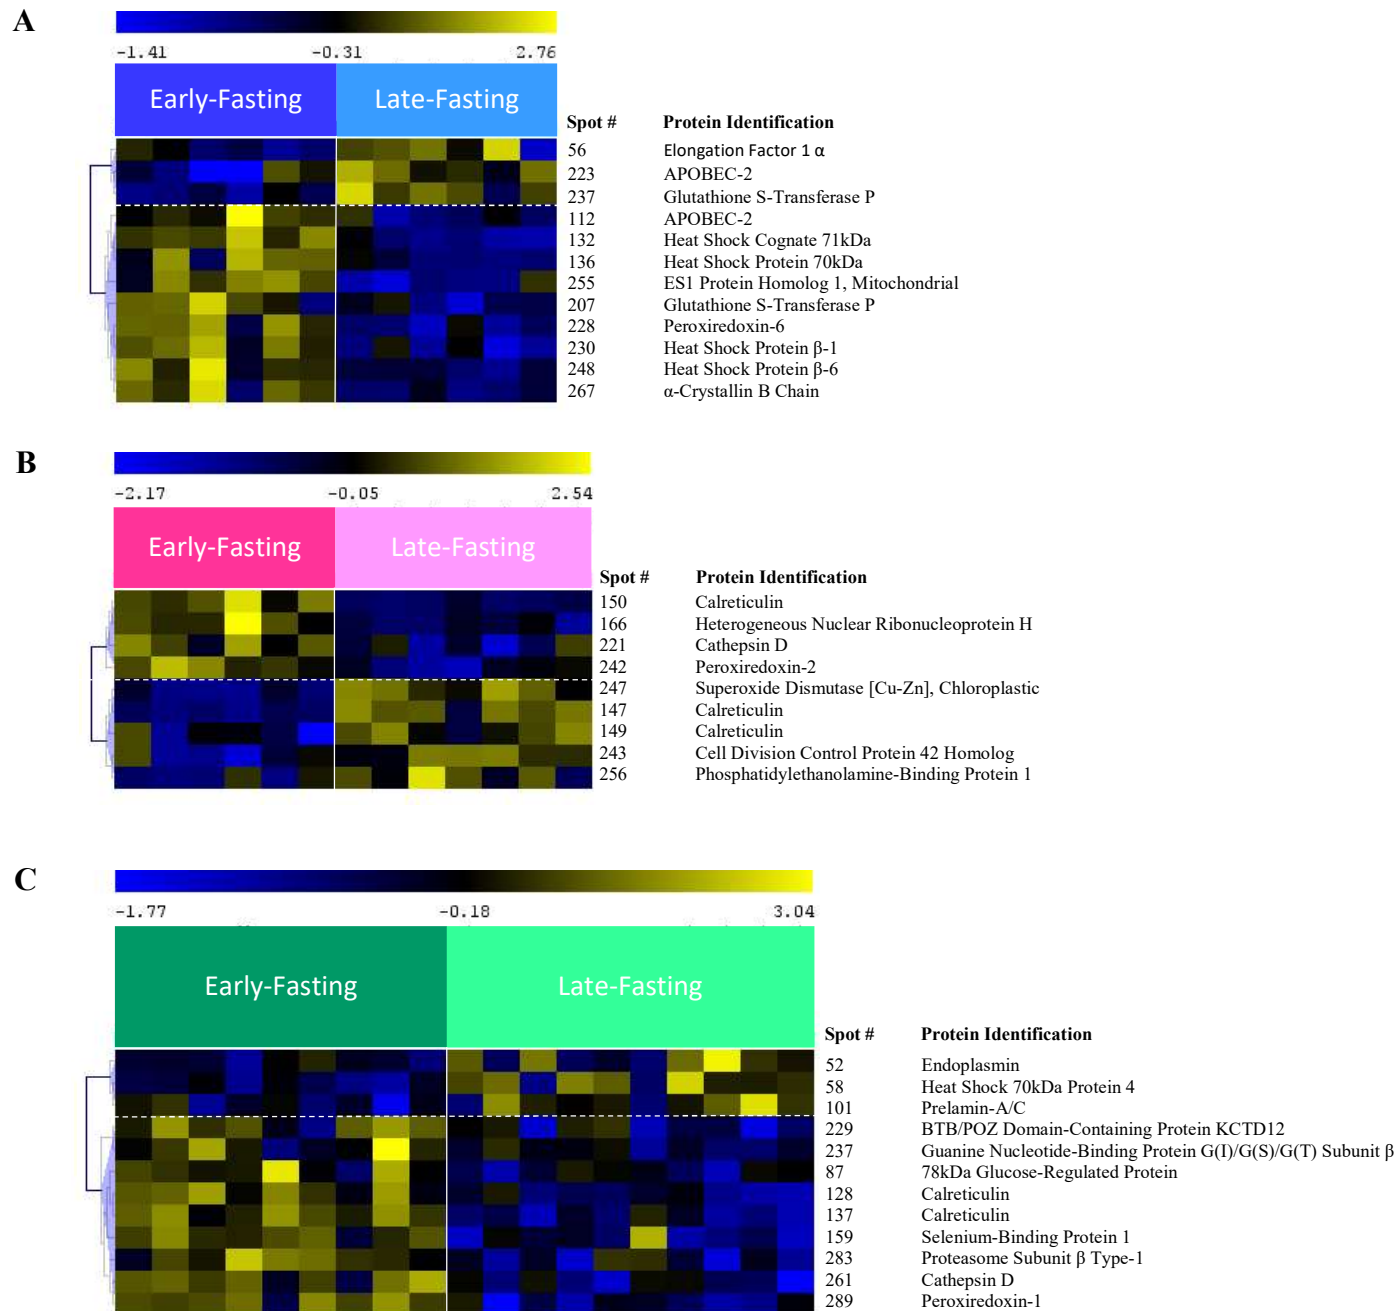 A
-1.41 -0.31 2.76
Early-Fasting Late-Fasting
Spot # Protein Identification
56 Elongation Factor 1 α
223 APOBEC-2
237 Glutathione S-Transferase P
112 APOBEC-2
132 Heat Shock Cognate 71kDa
136 Heat Shock Protein 70kDa
255 ES1 Protein Homolog 1, Mitochondrial
207 Glutathione S-Transferase P
228 Peroxiredoxin-6
230 Heat Shock Protein β-1
248 Heat Shock Protein β-6
267 α-Crystallin B Chain
B
-2.17 -0.05 2.54
Early-Fasting Late-Fasting
Spot # Protein Identification
150 Calreticulin
166 Heterogeneous Nuclear Ribonucleoprotein H
221 Cathepsin D
242 Peroxiredoxin-2
247 Superoxide Dismutase [Cu-Zn], Chloroplastic
147 Calreticulin
149 Calreticulin
243 Cell Division Control Protein 42 Homolog
256 Phosphatidylethanolamine-Binding Protein 1
C
-1.77 -0.18 3.04
Early-Fasting Late-Fasting
Spot # Protein Identification
52 Endoplasmin
58 Heat Shock 70kDa Protein 4
101 Prelamin-A/C
229 BTB/POZ Domain-Containing Protein KCTD12
237 Guanine Nucleotide-Binding Protein G(I)/G(S)/G(T) Subunit β
87 78kDa Glucose-Regulated Protein
128 Calreticulin
137 Calreticulin
159 Selenium-Binding Protein 1
283 Proteasome Subunit β Type-1
261 Cathepsin D
289 Peroxiredoxin-1